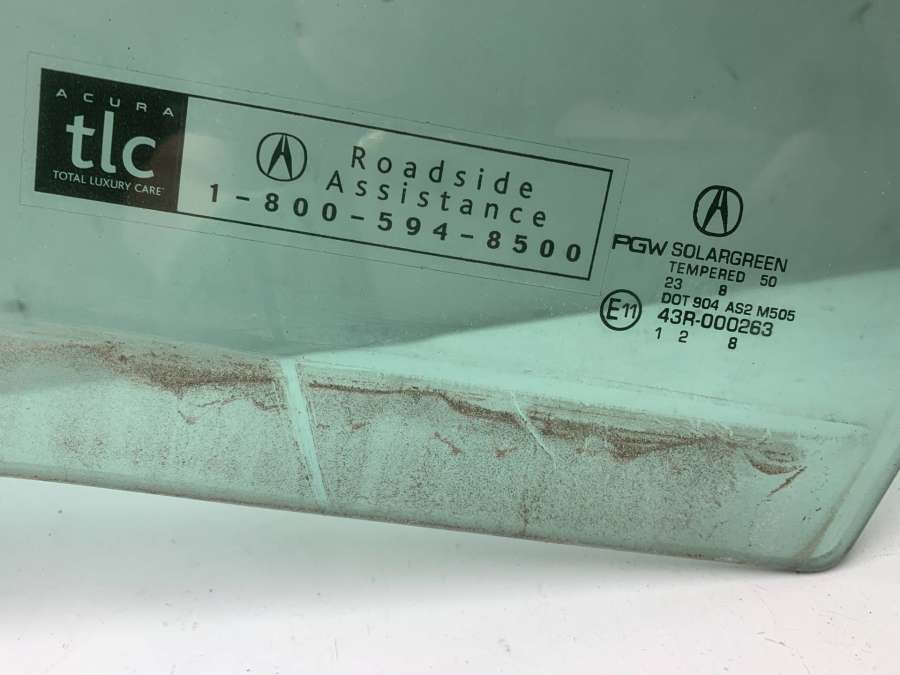 ACURA
tlc
TOTAL LUXURY CARE
Roadside
Assistance
1-800-594-8500
PGW SOLARGREEN
TEMPERED 50
23 8
DOT 904 AS2 M505
E11 43R-000263
1 2 8